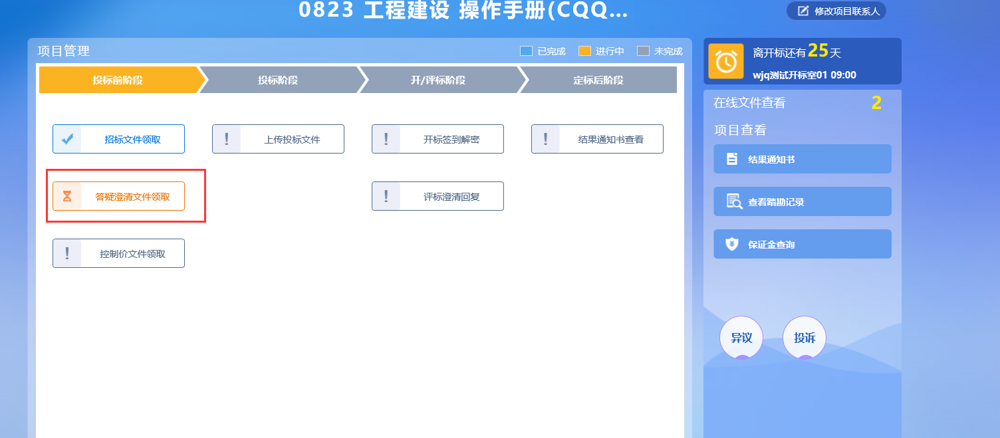 0823 工程建设 操作手册(CQQ...
修改项目联系人
项目管理
已完成 进行中 未完成
投标前阶段 投标阶段 开/评标阶段 定标后阶段
招标文件领取 上传投标文件 开标签到解密 结果通知书查看
答疑澄清文件领取 评标澄清回复
控制价文件领取
离开标还有25天
wjq测试开标室01 09:00
在线文件查看 2
项目查看
结果通知书
查看踏勘记录
保证金查询
异议 投诉